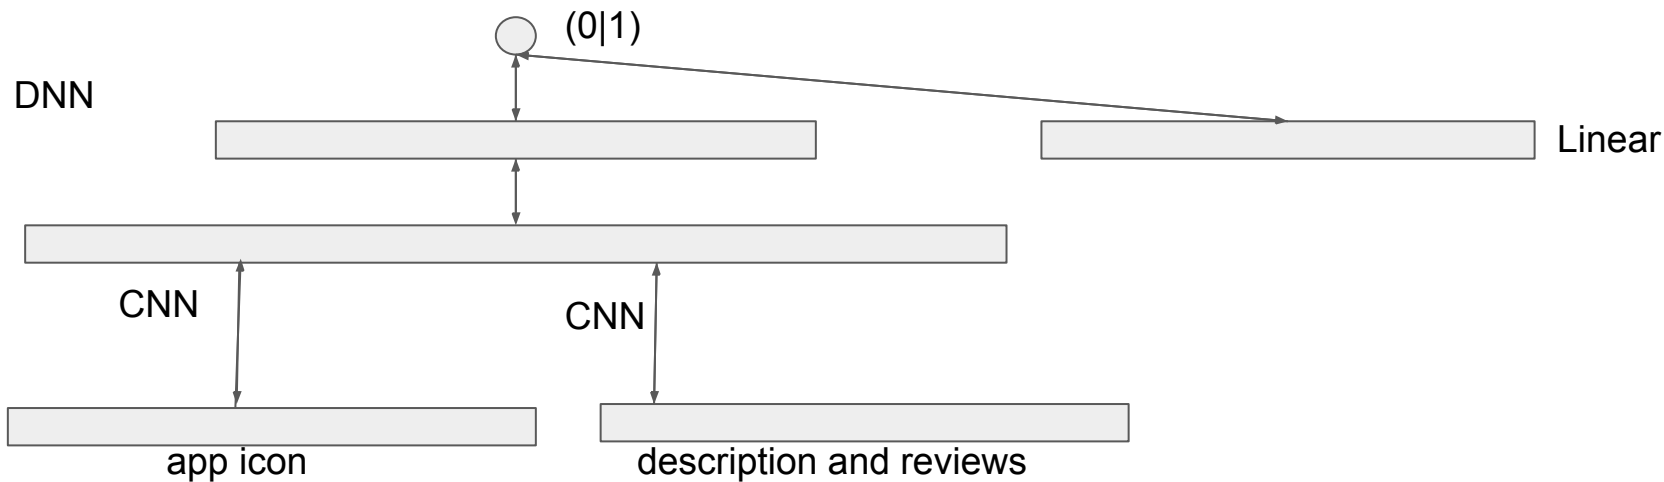 (0|1)
DNN
Linear
CNN
CNN
app icon
description and reviews